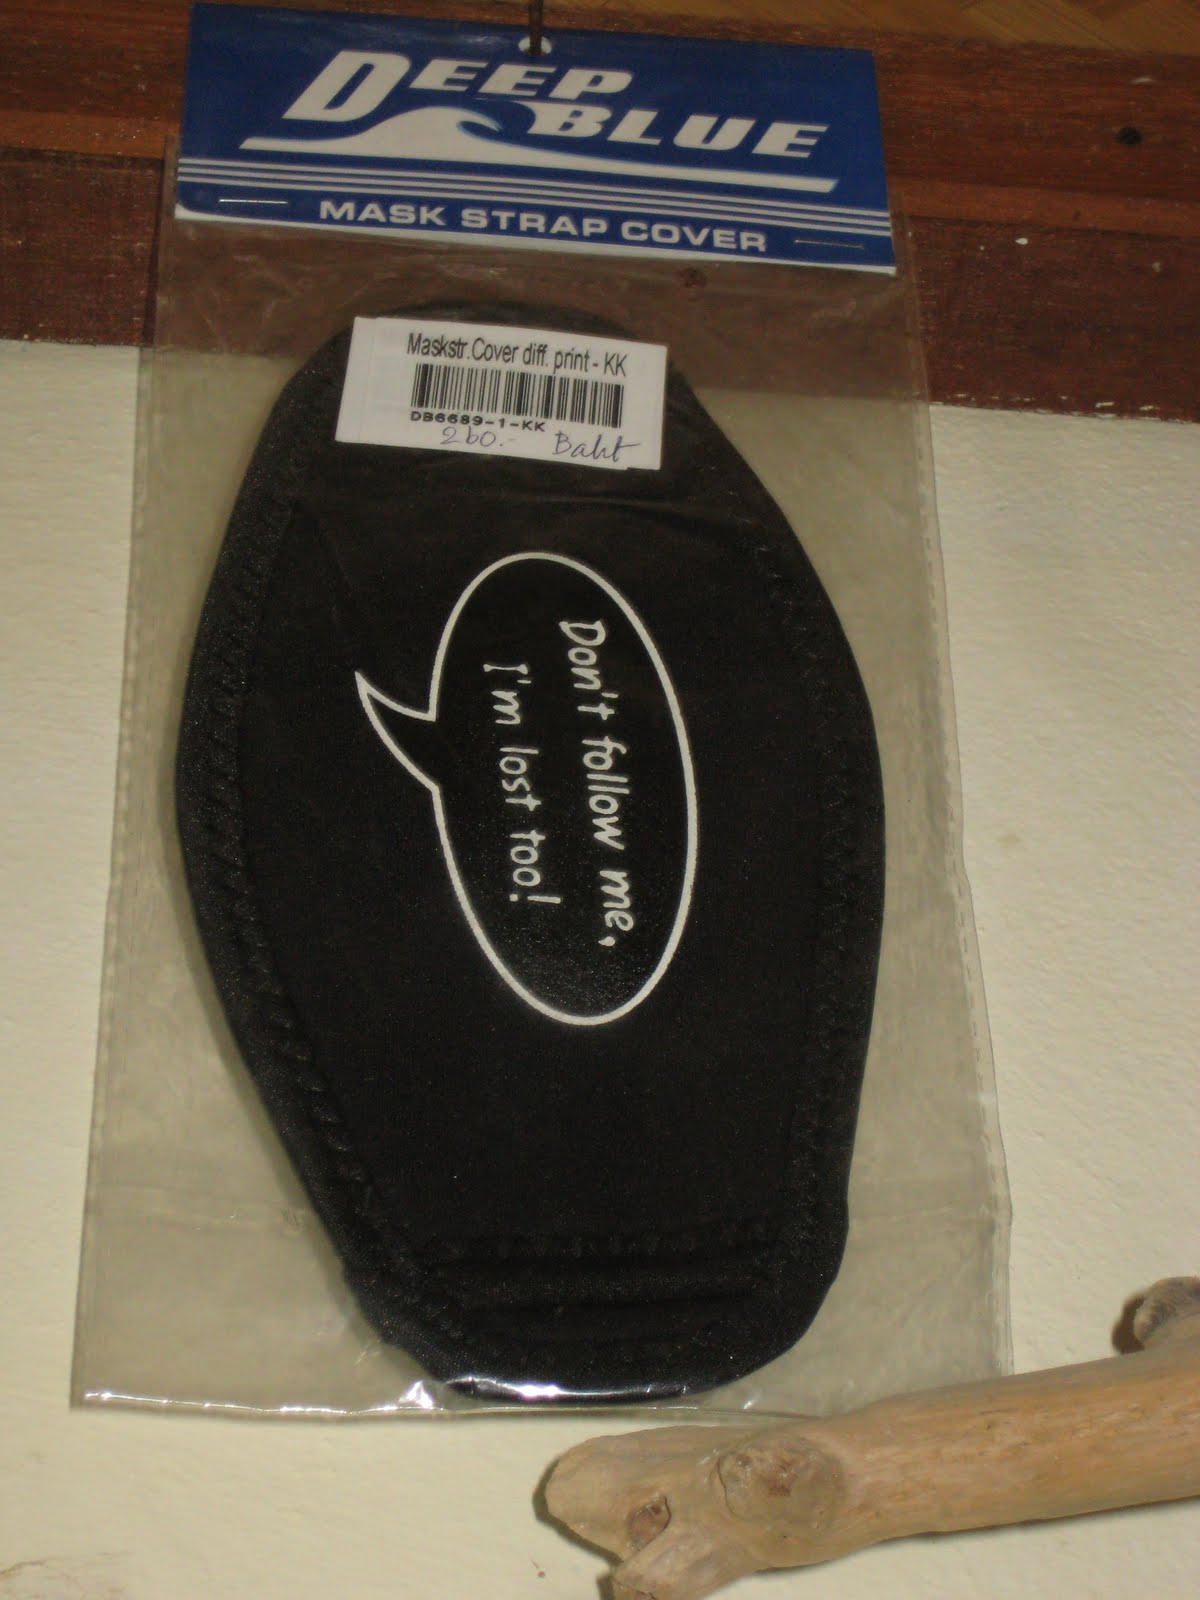 DEEP
BLUE
MASK STRAP COVER
Maskstr.Cover diff. print - KK
DB6689-1-KK
260.- Baht
Don't follow me,
I'm lost too!